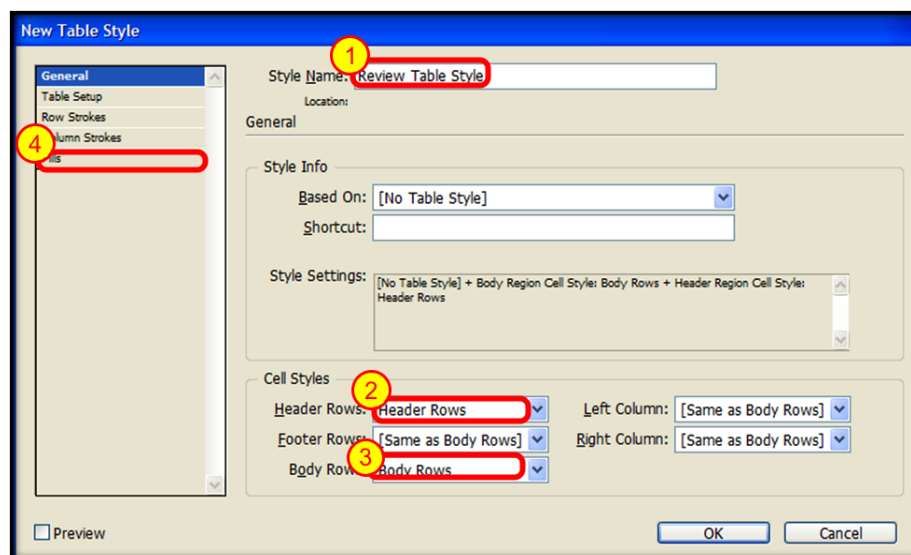 New Table Style
1
General
Table Setup
Row Strokes
4
olumn Strokes
ills
Style Name: Review Table Style
Location:
General
Style Info
Based On: [No Table Style]
Shortcut:
Style Settings: [No Table Style] + Body Region Cell Style: Body Rows + Header Region Cell Style:
Header Rows
Cell Styles
2
Header Rows: Header Rows
Left Column: [Same as Body Rows]
Footer Rows: [Same as Body Rows]
Right Column: [Same as Body Rows]
3
Body Row Body Rows
Preview
OK
Cancel